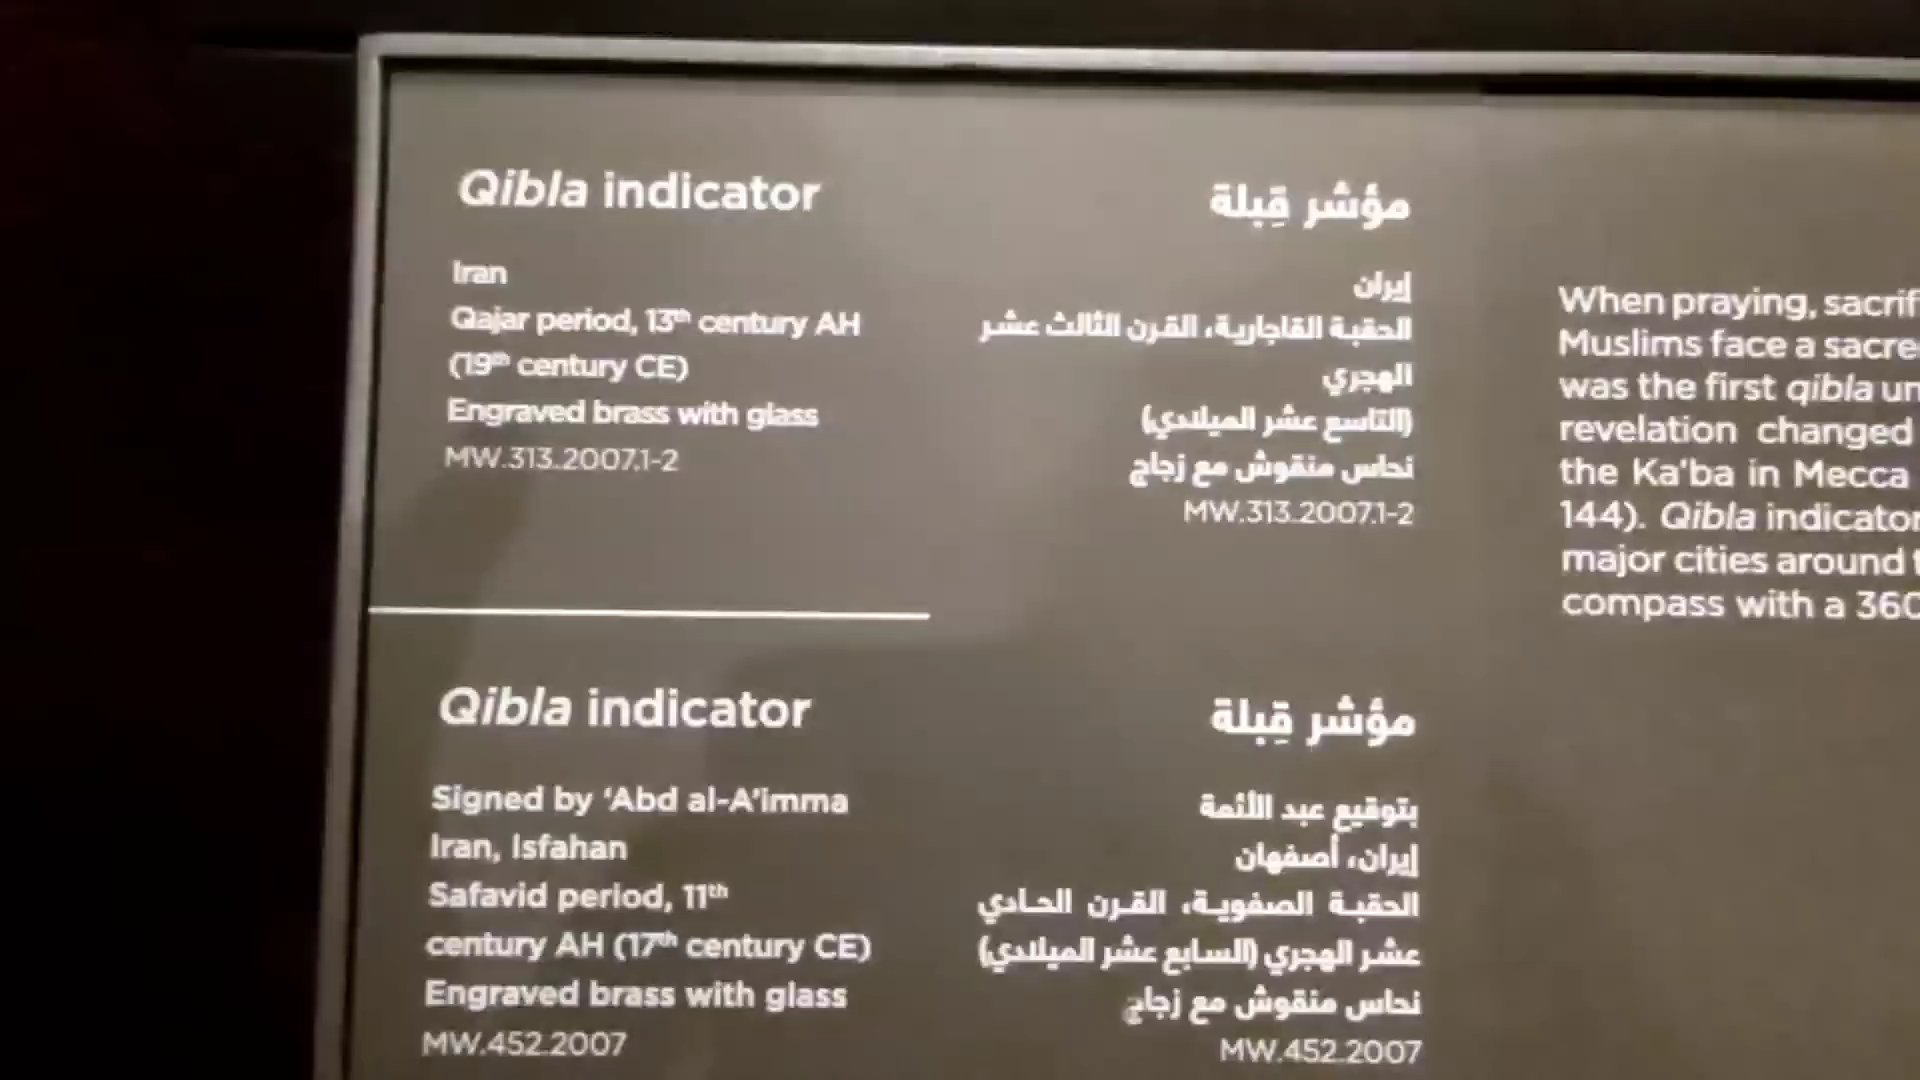 Qibla indicator
Iran
Qajar period, 13th century AH
(19th century CE)
Engraved brass with glass
MW.313.2007.1-2
مؤشر قِبلة
إيران
الحقبة القاجارية، القرن الثالث عشر
الهجري
(التاسع عشر الميلادي)
نحاس منقوش مع زجاج
MW.313.2007.1-2
Qibla indicator
Signed by ‘Abd al-A’imma
Iran, Isfahan
Safavid period, 11th
century AH (17th century CE)
Engraved brass with glass
MW.452.2007
مؤشر قِبلة
بتوقيع عبد الأئمة
إيران، أصفهان
الحقبة الصفوية، القرن الحادي
عشر الهجري (السابع عشر الميلادي)
نحاس منقوش مع زجاج
MW.452.2007
When praying,
Muslims face a
was the first qibla
revelation changed
the Ka‘ba in Mecca
144). Qibla
major cities around
compass with a